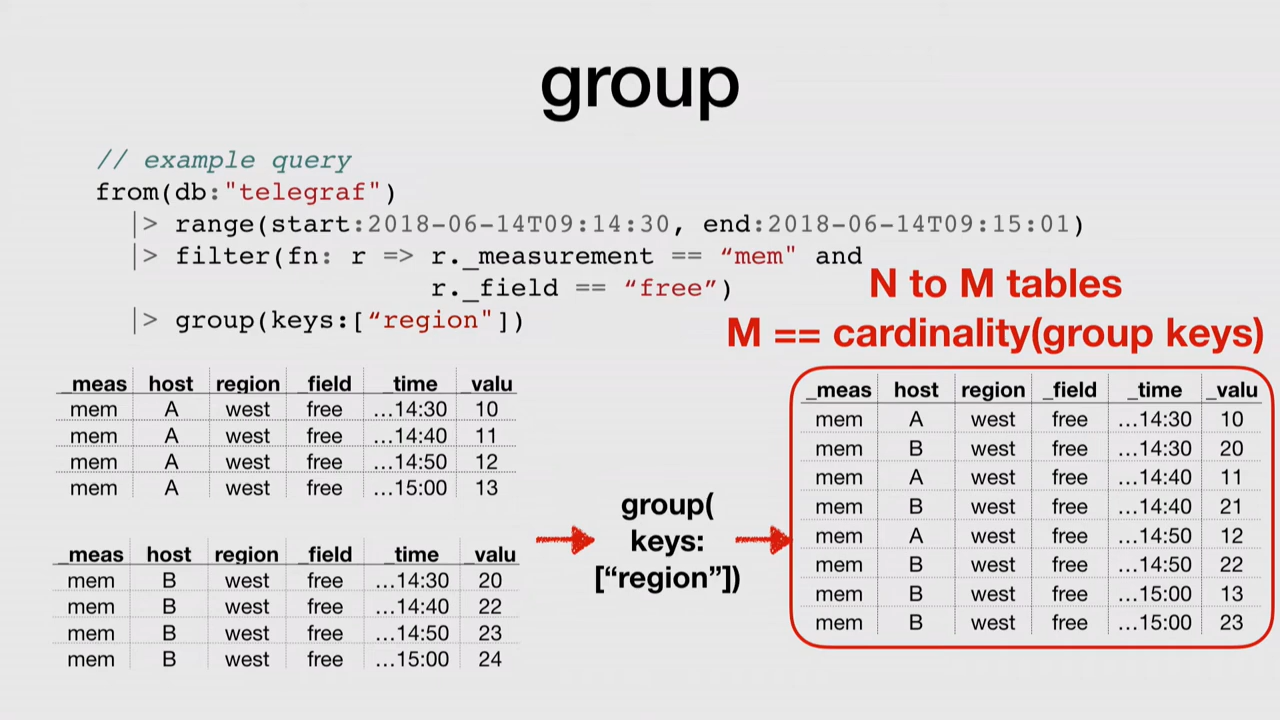 group
// example query
from(db:"telegraf")
|> range(start:2018-06-14T09:14:30, end:2018-06-14T09:15:01)
|> filter(fn: r => r._measurement == “mem" and
r._field == “free”)
|> group(keys:[“region"])
N to M tables
M == cardinality(group keys)
_meas host region _field _time _valu
mem A west free …14:30 10
mem A west free …14:40 11
mem A west free …14:50 12
mem A west free …15:00 13
_meas host region _field _time _valu
mem B west free …14:30 20
mem B west free …14:40 22
mem B west free …14:50 23
mem B west free …15:00 24
group(
keys:
[“region”])
_meas host region _field _time _valu
mem A west free …14:30 10
mem B west free …14:30 20
mem A west free …14:40 11
mem B west free …14:40 21
mem A west free …14:50 12
mem B west free …14:50 22
mem B west free …15:00 13
mem B west free …15:00 23